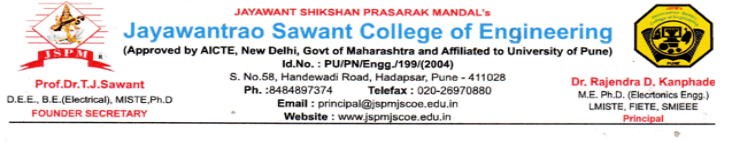 JAYAWANT SHIKSHAN PRASARAK MANDAL's
Jayawantrao Sawant College of Engineering
(Approved by AICTE, New Delhi, Govt of Maharashtra and Affiliated to University of Pune)
Id.No. : PU/PN/Engg./199/(2004)
S. No.58, Handewadi Road, Hadapsar, Pune - 411028
Ph. :8484897374 Telefax : 020-26970880
Email : principal@jspmjscoe.edu.in
Website : www.jspmjscoe.edu.in
JSPM
Prof.Dr.T.J.Sawant
D.E.E., B.E.(Electrical), MISTE,Ph.D
FOUNDER SECRETARY
Dr. Rajendra D. Kanphade
M.E. Ph.D. (Elecrtonics Engg.)
LMISTE, FIETE, SMIEEE
Principal